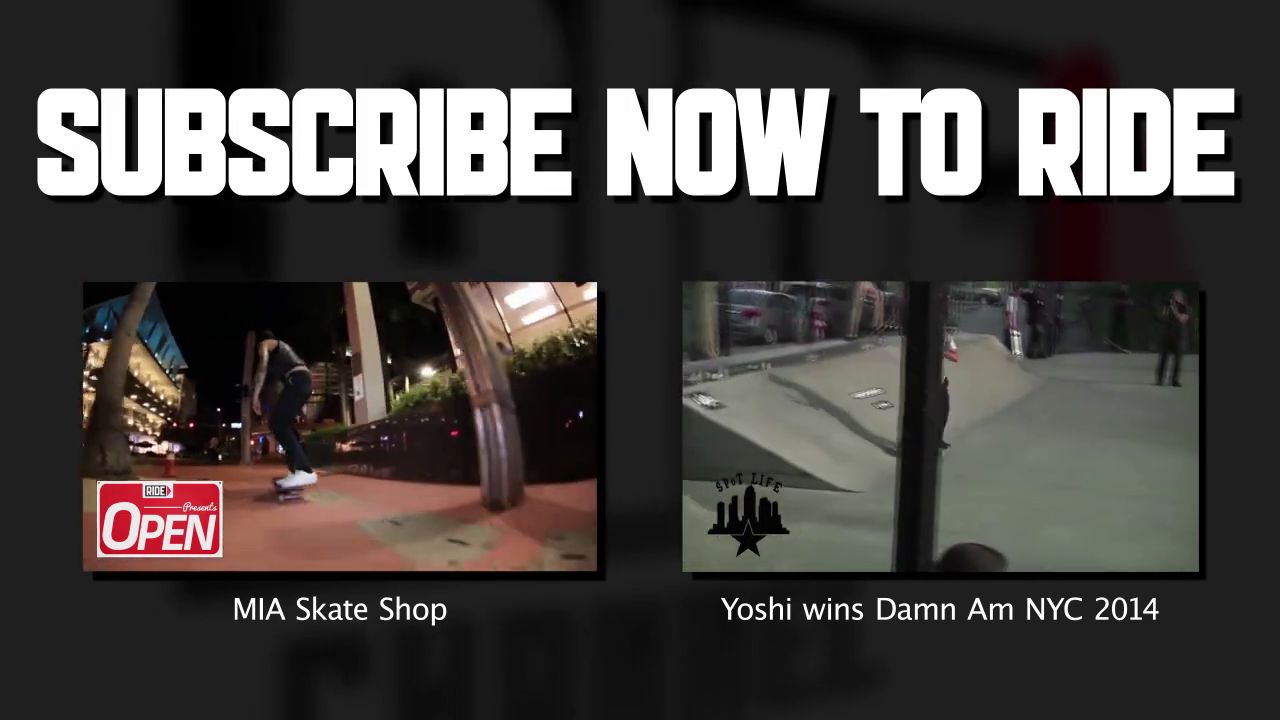 SUBSCRIBE NOW TO RIDE
RIDE
Presents
OPEN
SPoT LIFE
MIA Skate Shop
Yoshi wins Damn Am NYC 2014